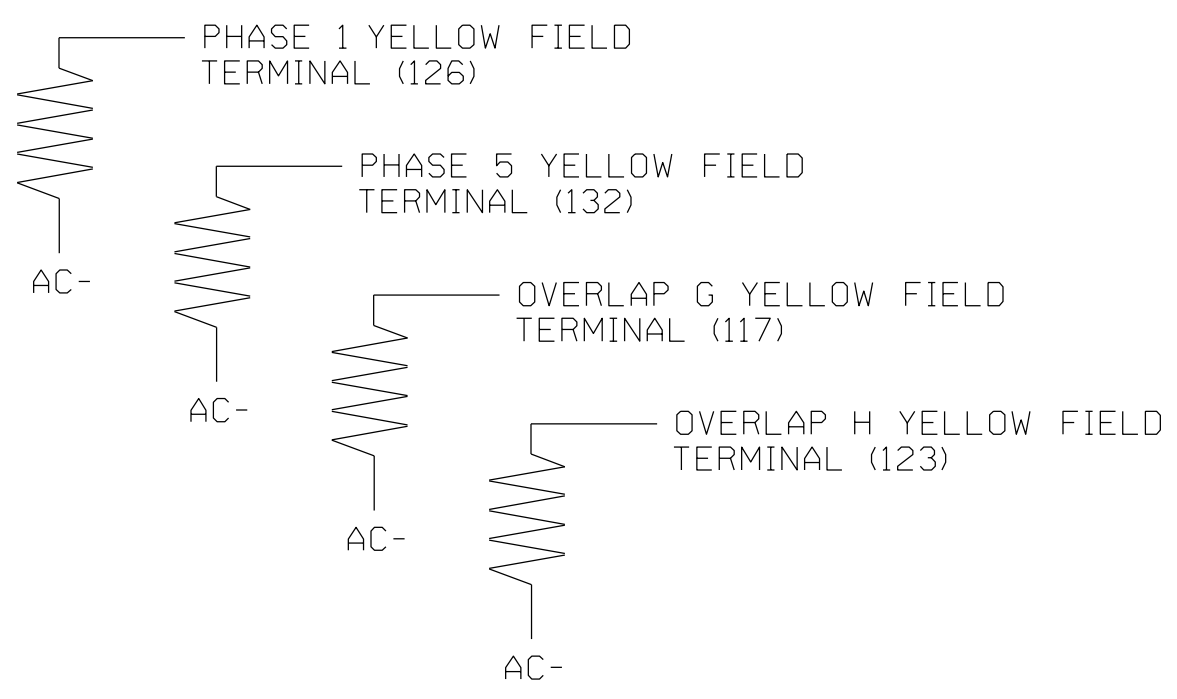 PHASE 1 YELLOW FIELD
TERMINAL (126)
AC-
PHASE 5 YELLOW FIELD
TERMINAL (132)
AC-
OVERLAP G YELLOW FIELD
TERMINAL (117)
AC-
OVERLAP H YELLOW FIELD
TERMINAL (123)
AC-